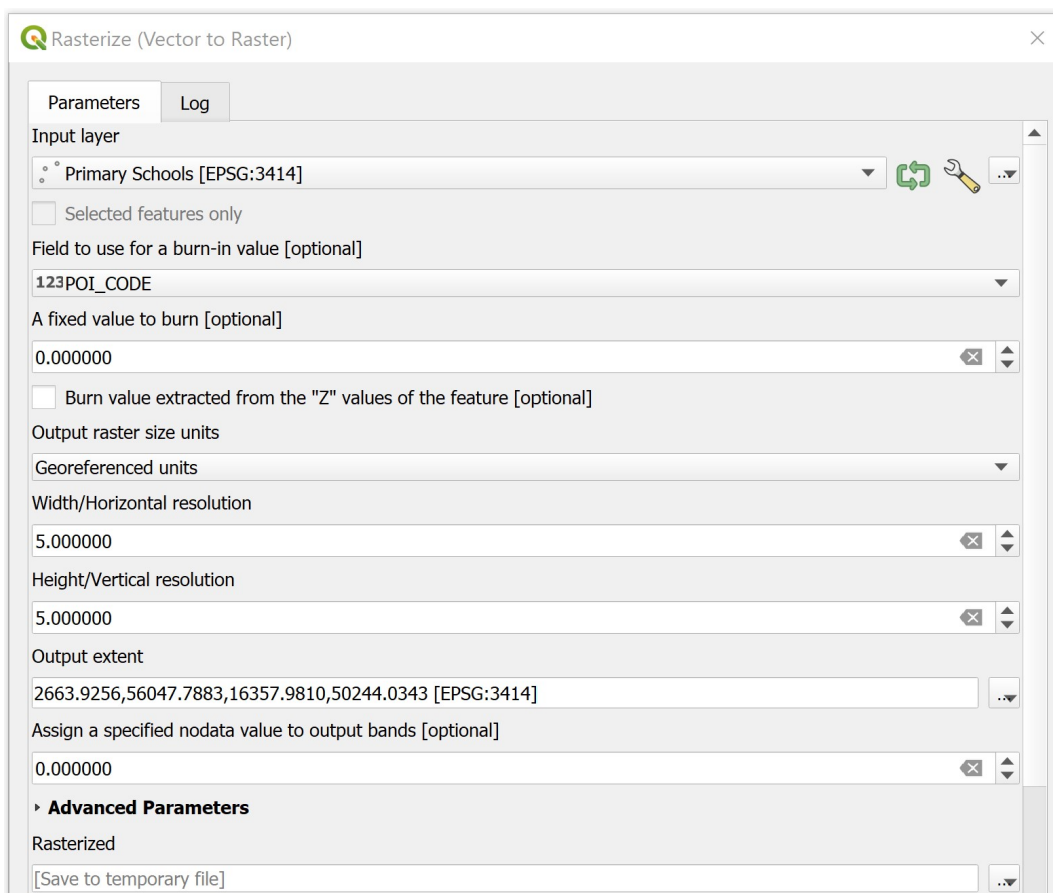 Rasterize (Vector to Raster)
Parameters Log
Input layer
Primary Schools [EPSG:3414]
Selected features only
Field to use for a burn-in value [optional]
123 POI_CODE
A fixed value to burn [optional]
0.000000
Burn value extracted from the "Z" values of the feature [optional]
Output raster size units
Georeferenced units
Width/Horizontal resolution
5.000000
Height/Vertical resolution
5.000000
Output extent
2663.9256,56047.7883,16357.9810,50244.0343 [EPSG:3414]
Assign a specified nodata value to output bands [optional]
0.000000
Advanced Parameters
Rasterized
[Save to temporary file]